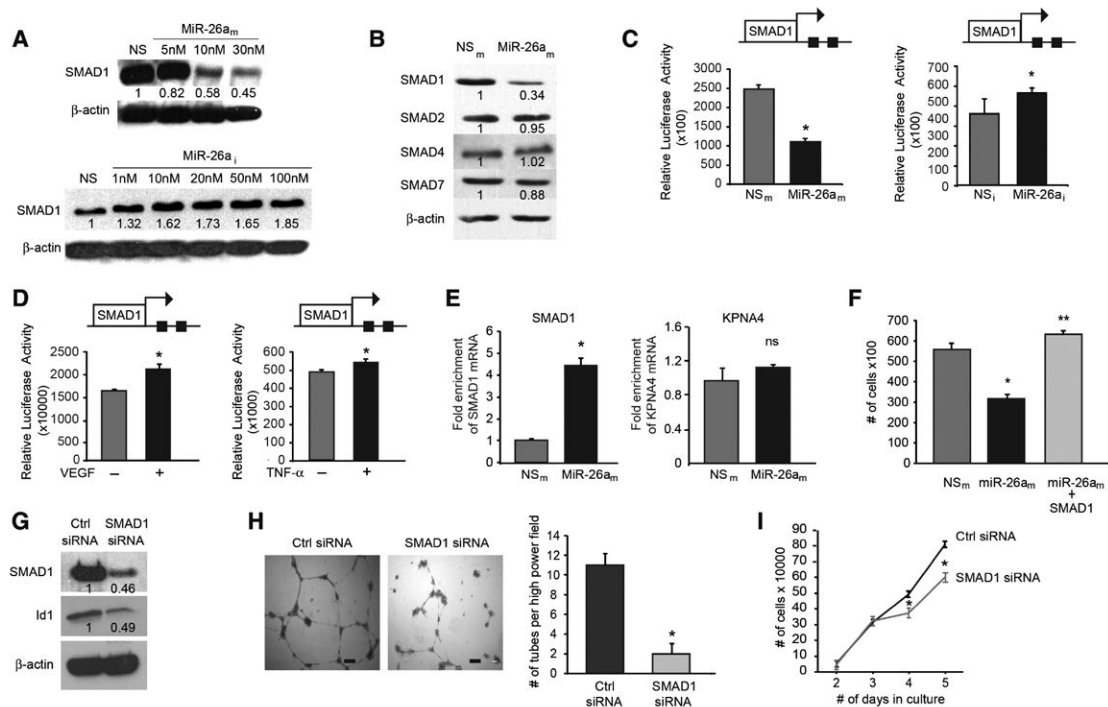 A
MiR-26am
NS 5nM 10nM 30nM
SMAD1
1 0.82 0.58 0.45
β-actin
MiR-26ai
NS 1nM 10nM 20nM 50nM 100nM
SMAD1
1 1.32 1.62 1.73 1.65 1.85
β-actin
B
NSm MiR-26am
SMAD1
1 0.34
SMAD2
1 0.95
SMAD4
1 1.02
SMAD7
1 0.88
β-actin
C
SMAD1
Relative Luciferase Activity
(x100)
3000
2500
2000
1500
1000
500
0
*
NSm MiR-26am
SMAD1
Relative Luciferase Activity
(x100)
700
600
500
400
300
200
100
0
*
NSi MiR-26ai
D
SMAD1
Relative Luciferase Activity
(x10000)
2500
2000
1500
1000
500
0
*
VEGF – +
SMAD1
Relative Luciferase Activity
(x1000)
600
500
400
300
200
100
0
*
TNF-α – +
E
SMAD1
Fold enrichment
of SMAD1 mRNA
6
5
4
3
2
1
0
*
NSm MiR-26am
KPNA4
Fold enrichment
of KPNA4 mRNA
1.6
1.2
0.8
0.4
0
ns
NSm MiR-26am
F
# of cells x100
700
600
500
400
300
200
100
0
*
**
NSm miR-26am miR-26am
+
SMAD1
G
Ctrl siRNA
SMAD1 siRNA
SMAD1
1 0.46
Id1
1 0.49
β-actin
H
Ctrl siRNA SMAD1 siRNA
# of tubes per high power field
14
12
10
8
6
4
2
0
*
Ctrl siRNA
SMAD1 siRNA
I
# of cells x 10000
90
80
70
60
50
40
30
20
10
0
Ctrl siRNA
*
SMAD1 siRNA
*
2 3 4 5
# of days in culture